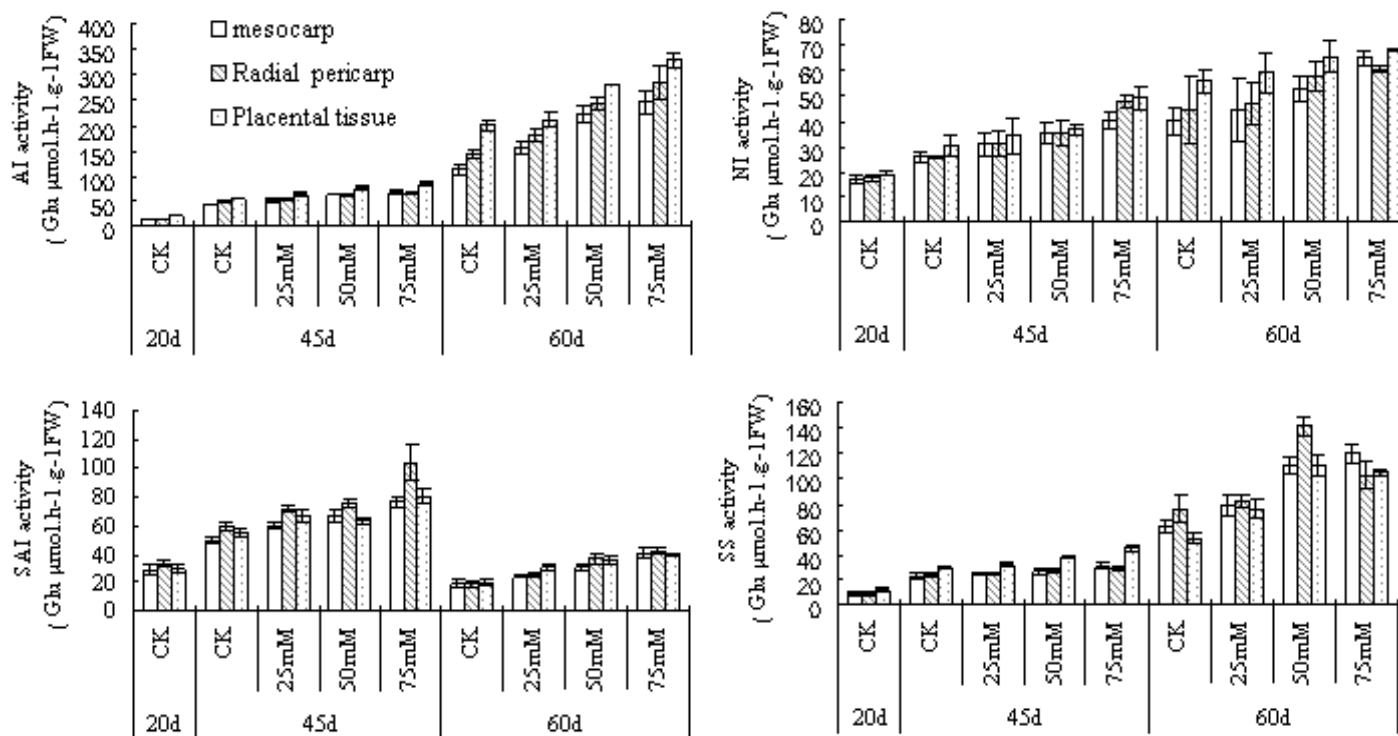 AI activity
( Glu μmol.h-1.g-1FW)
400
350
300
250
200
150
100
50
0
mesocarp
Radial pericarp
Placental tissue
CK
CK
25mM
50mM
75mM
CK
25mM
50mM
75mM
20d
45d
60d
NI activity
( Glu μmol.h-1.g-1FW)
80
70
60
50
40
30
20
10
0
CK
CK
25mM
50mM
75mM
CK
25mM
50mM
75mM
20d
45d
60d
SAI activity
( Glu μmol.h-1.g-1FW)
140
120
100
80
60
40
20
0
CK
CK
25mM
50mM
75mM
CK
25mM
50mM
75mM
20d
45d
60d
SS activity
( Glu μmol.h-1.g-1FW)
160
140
120
100
80
60
40
20
0
CK
CK
25mM
50mM
75mM
CK
25mM
50mM
75mM
20d
45d
60d